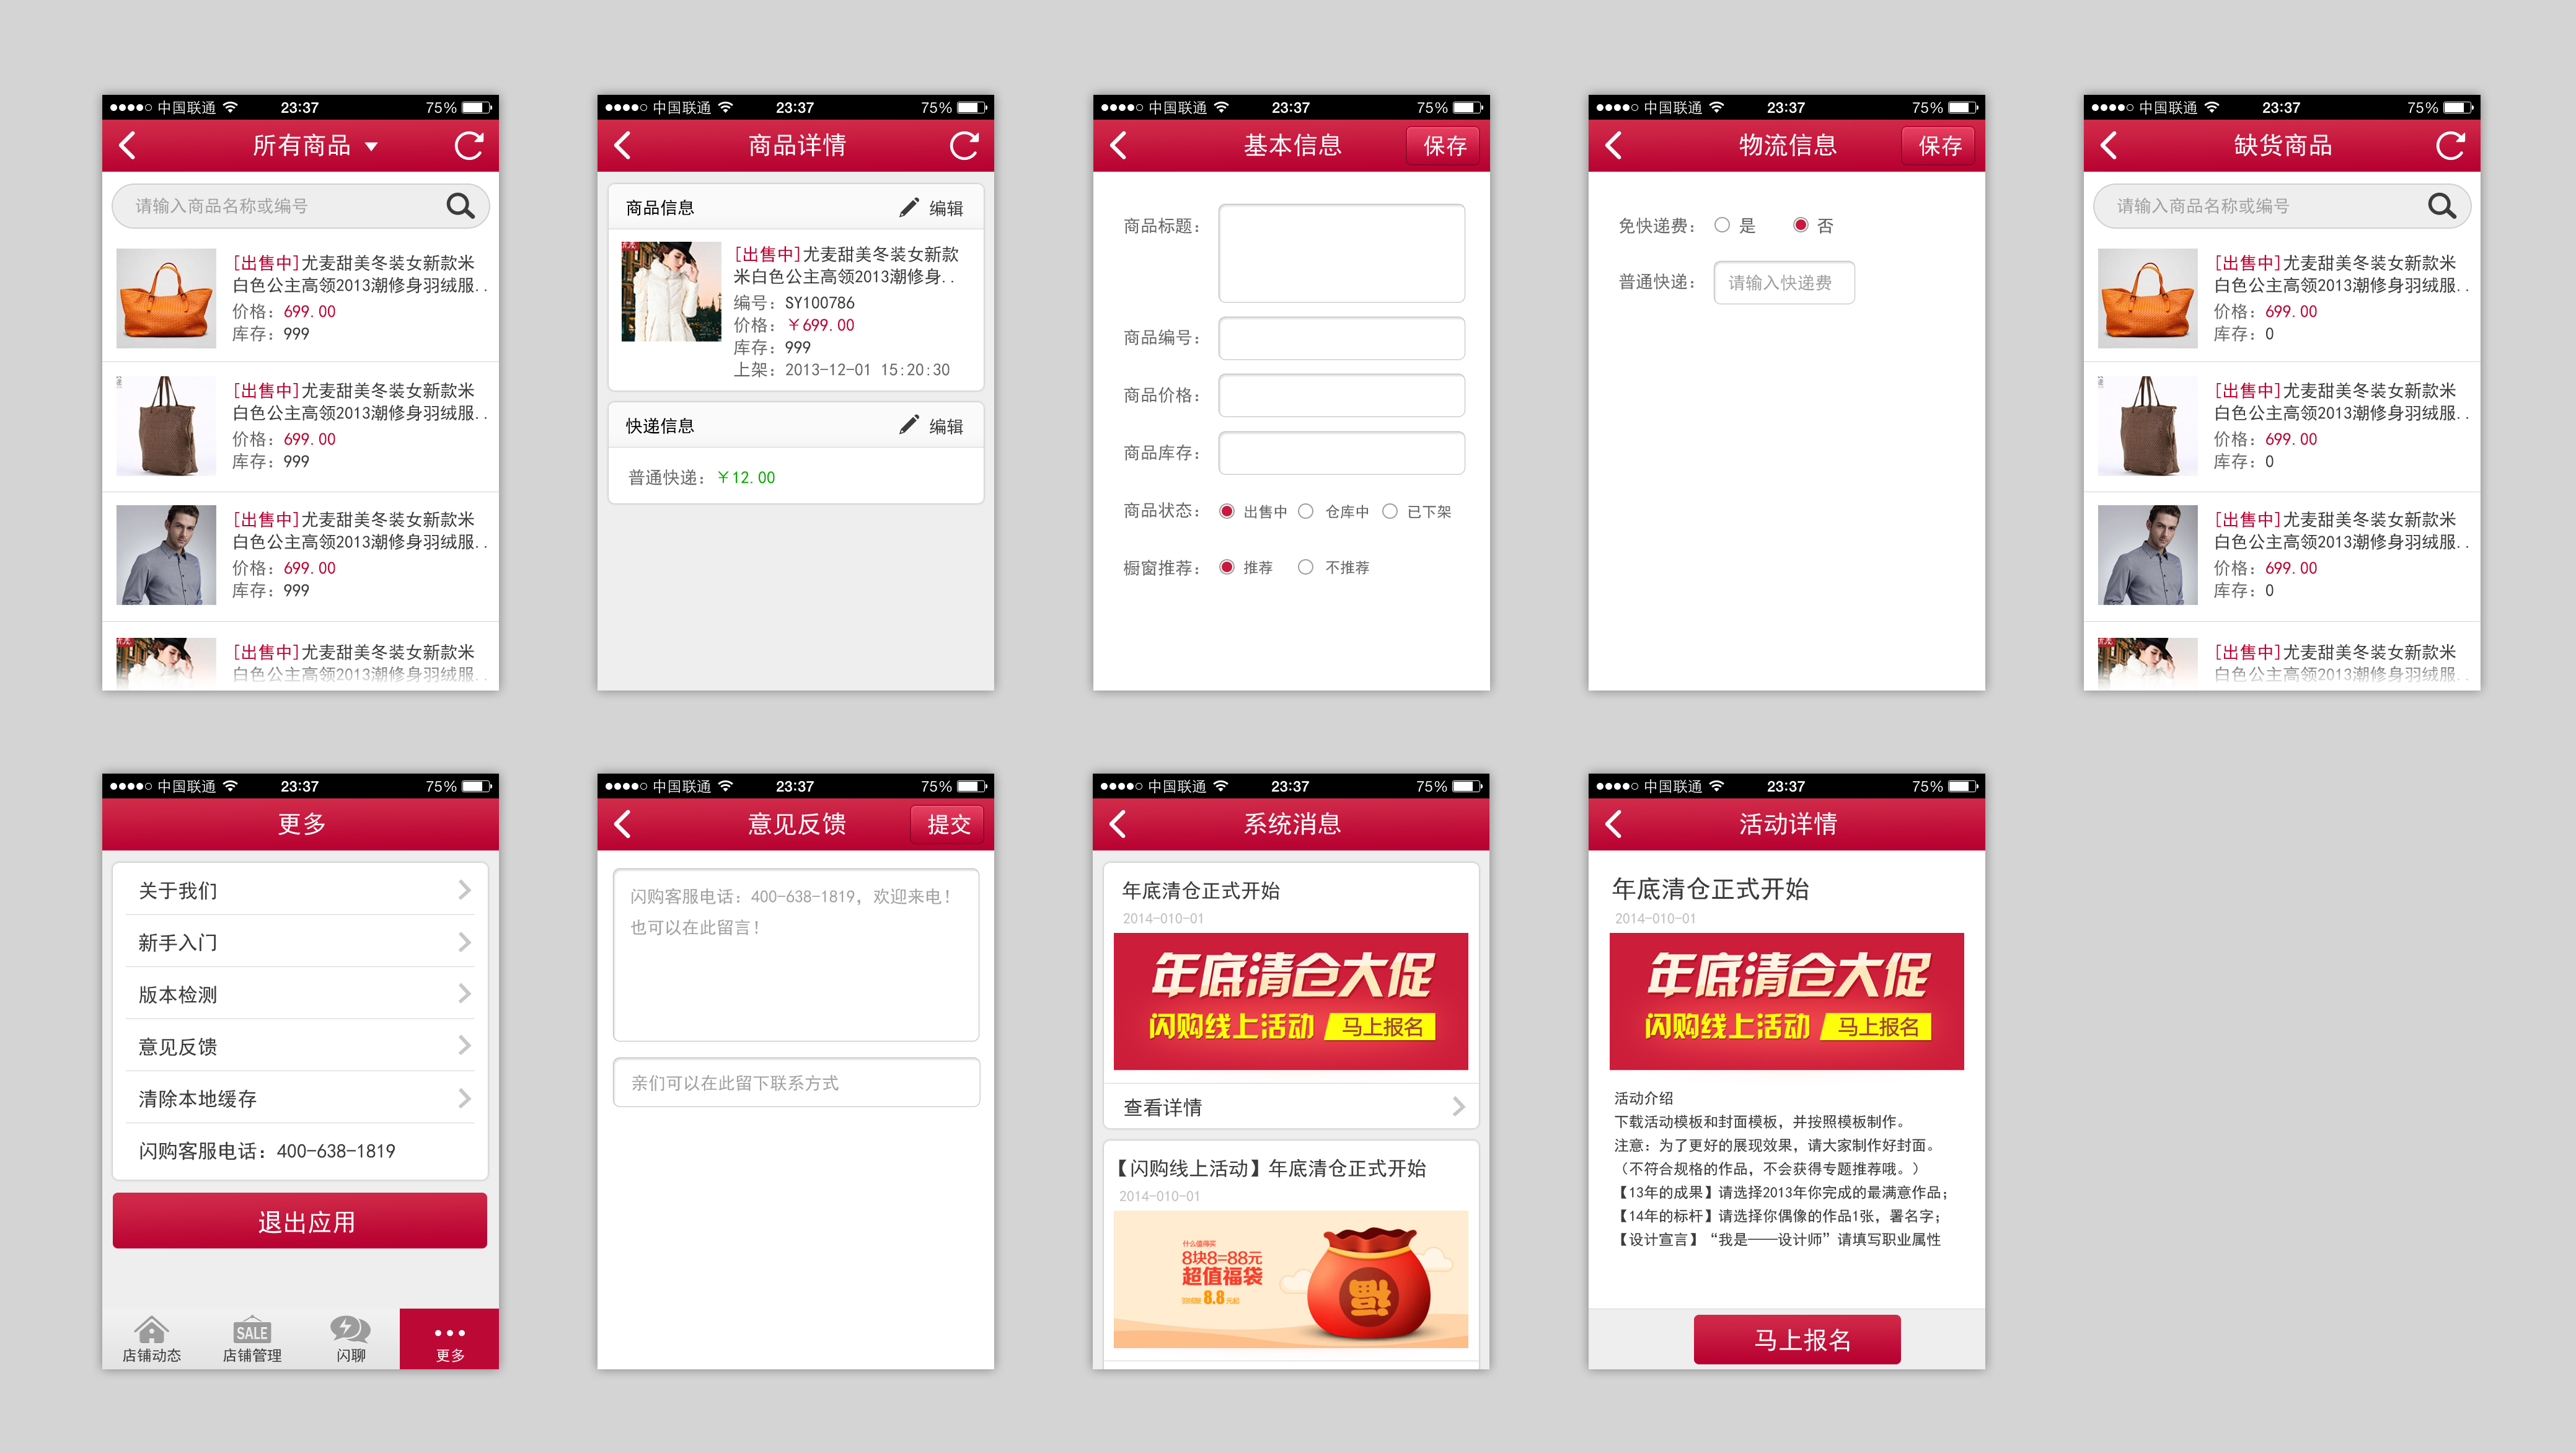 中国联通 23:37 75%
所有商品
请输入商品名称或编号
[出售中]尤麦甜美冬装女新款米
白色公主高领2013潮修身羽绒服..
价格：699.00
库存：999
[出售中]尤麦甜美冬装女新款米
白色公主高领2013潮修身羽绒服..
价格：699.00
库存：999
[出售中]尤麦甜美冬装女新款米
白色公主高领2013潮修身羽绒服..
价格：699.00
库存：999
[出售中]尤麦甜美冬装女新款米
白色公主高领2013潮修身羽绒服..
中国联通 23:37 75%
商品详情
商品信息 编辑
[出售中]尤麦甜美冬装女新款
米白色公主高领2013潮修身..
编号：SY100786
价格：￥699.00
库存：999
上架：2013-12-01 15:20:30
快递信息 编辑
普通快递：￥12.00
中国联通 23:37 75%
基本信息 保存
商品标题：
商品编号：
商品价格：
商品库存：
商品状态： 出售中 仓库中 已下架
橱窗推荐： 推荐 不推荐
中国联通 23:37 75%
物流信息 保存
免快递费： 是 否
普通快递： 请输入快递费
中国联通 23:37 75%
缺货商品
请输入商品名称或编号
[出售中]尤麦甜美冬装女新款米
白色公主高领2013潮修身羽绒服..
价格：699.00
库存：0
[出售中]尤麦甜美冬装女新款米
白色公主高领2013潮修身羽绒服..
价格：699.00
库存：0
[出售中]尤麦甜美冬装女新款米
白色公主高领2013潮修身羽绒服..
价格：699.00
库存：0
[出售中]尤麦甜美冬装女新款米
白色公主高领2013潮修身羽绒服..
中国联通 23:37 75%
更多
关于我们
新手入门
版本检测
意见反馈
清除本地缓存
闪购客服电话：400-638-1819
退出应用
SALE
店铺动态 店铺管理 闪聊 更多
中国联通 23:37 75%
意见反馈 提交
闪购客服电话：400-638-1819，欢迎来电！
也可以在此留言！
亲们可以在此留下联系方式
中国联通 23:37 75%
系统消息
年底清仓正式开始
2014-010-01
年底清仓大促
闪购线上活动 马上报名
查看详情
【闪购线上活动】年底清仓正式开始
2014-010-01
什么值得买
8块8=88元
超值福袋
8.8 元起
福
中国联通 23:37 75%
活动详情
年底清仓正式开始
2014-010-01
年底清仓大促
闪购线上活动 马上报名
活动介绍
下载活动模板和封面模板，并按照模板制作。
注意：为了更好的展现效果，请大家制作好封面。
（不符合规格的作品，不会获得专题推荐哦。）
【13年的成果】请选择2013年你完成的最满意作品；
【14年的标杆】请选择你偶像的作品1张，署名字；
【设计宣言】“我是——设计师”请填写职业属性
马上报名